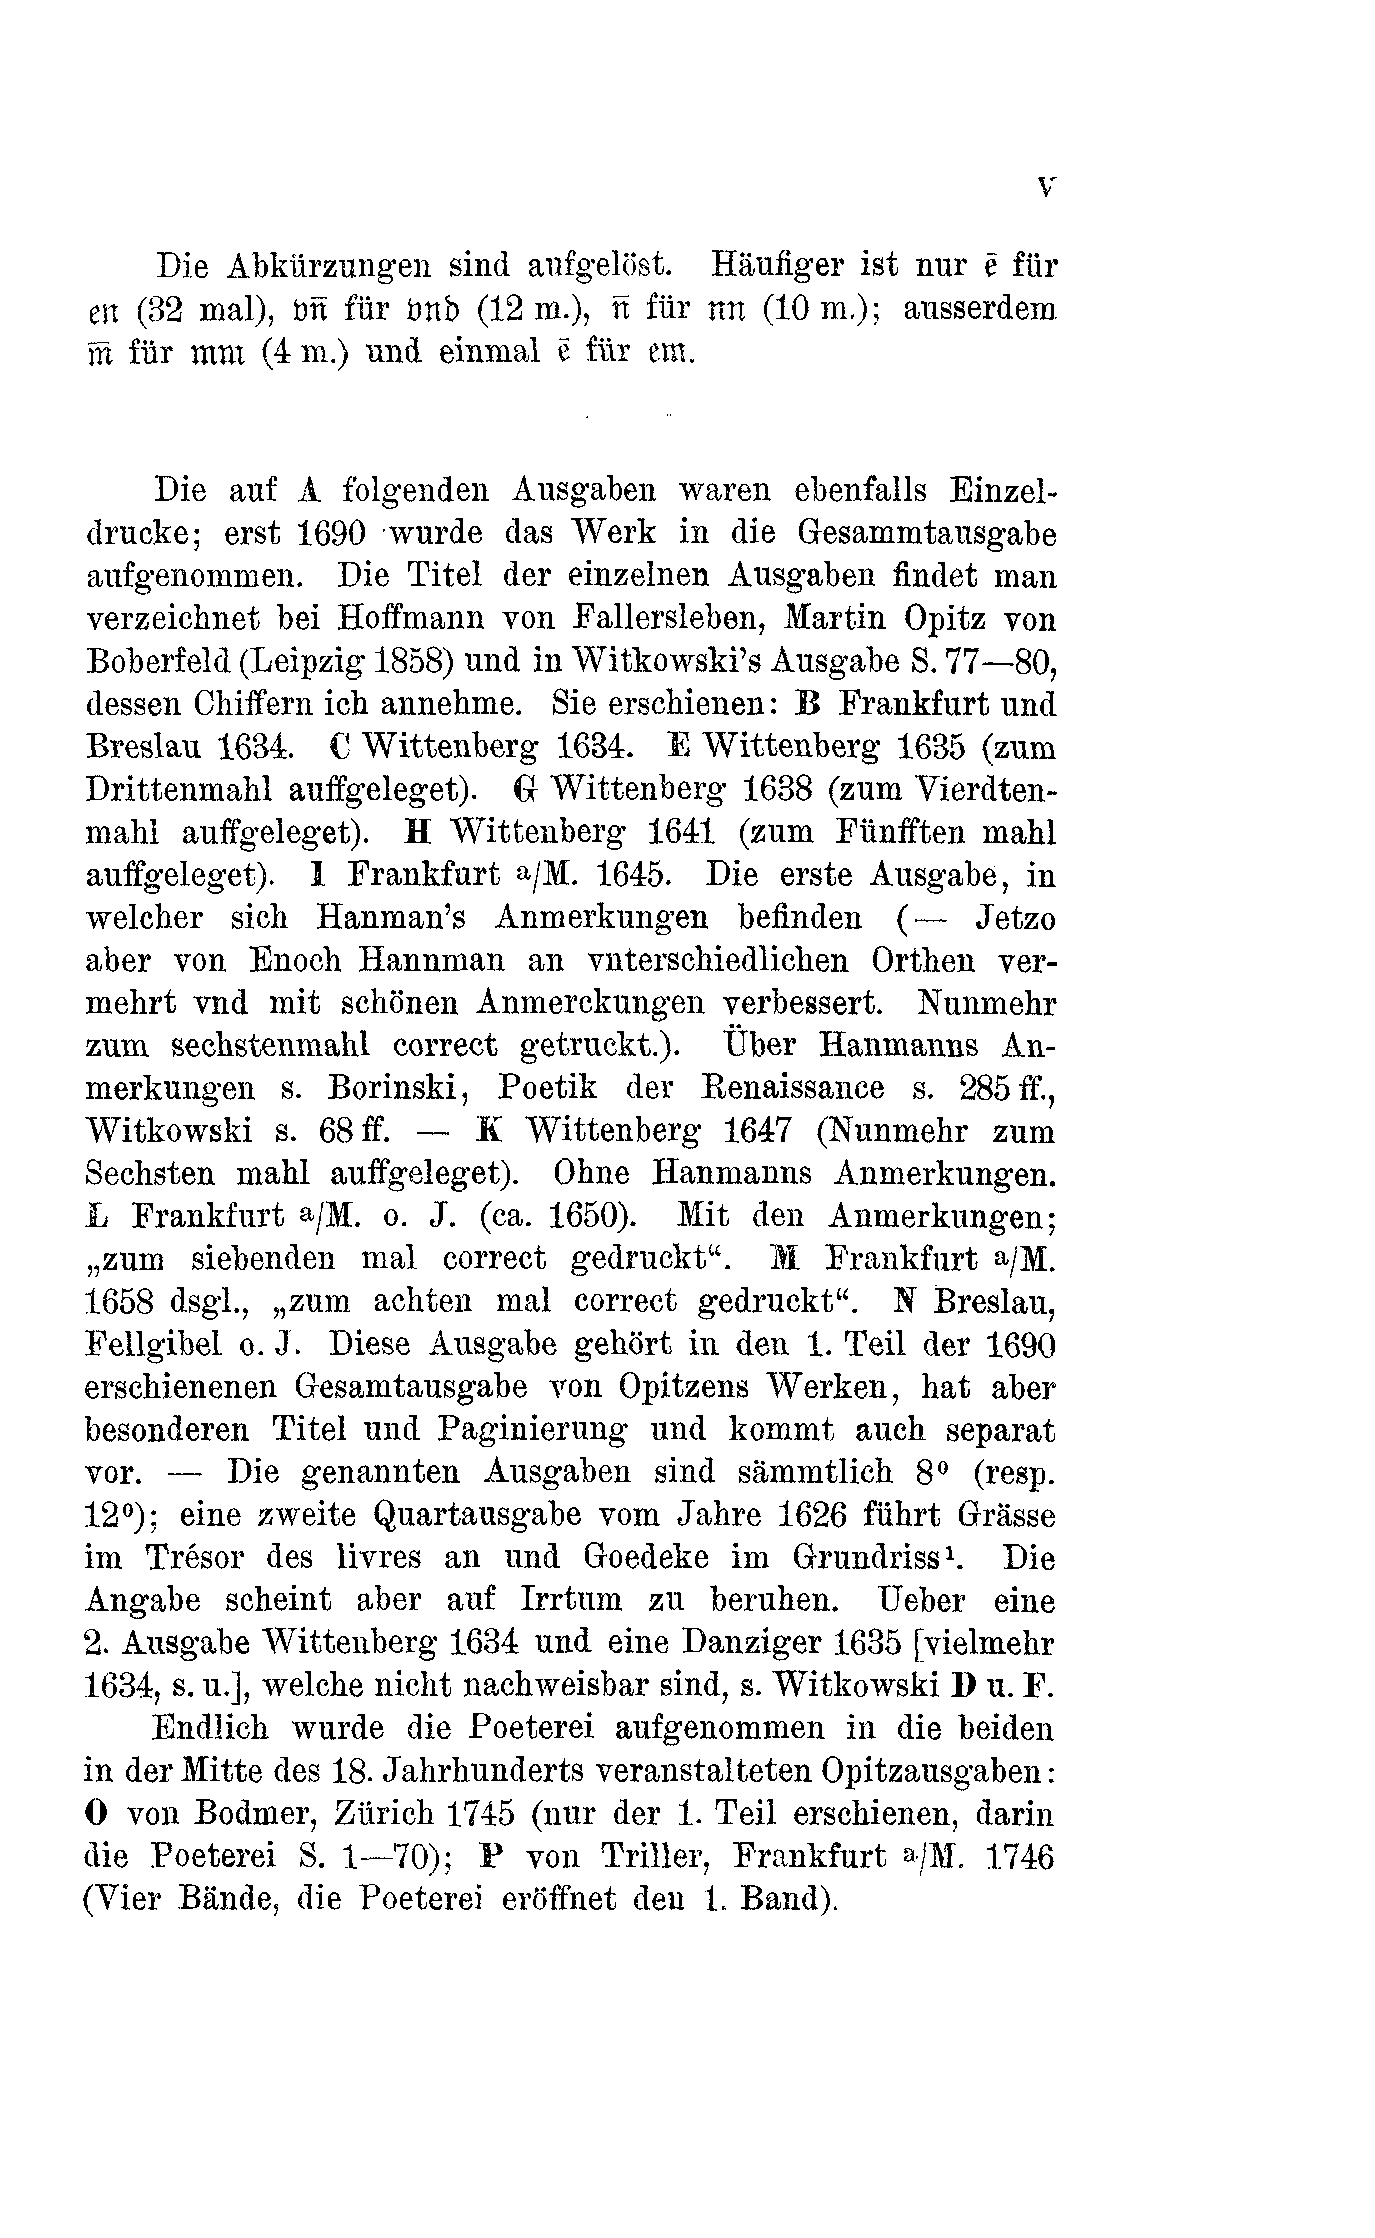 V
Die Abkürzungen sind aufgelöst. Häufiger ist nur ē für
en (32 mal), vn̄ für vnd (12 m.), n̄ für nn (10 m.); ausserdem
m̄ für mm (4 m.) und einmal ē für em.
Die auf A folgenden Ausgaben waren ebenfalls Einzel-
drucke; erst 1690 wurde das Werk in die Gesammtausgabe
aufgenommen. Die Titel der einzelnen Ausgaben findet man
verzeichnet bei Hoffmann von Fallersleben, Martin Opitz von
Boberfeld (Leipzig 1858) und in Witkowski's Ausgabe S. 77—80,
dessen Chiffern ich annehme. Sie erschienen: B Frankfurt und
Breslau 1634. C Wittenberg 1634. E Wittenberg 1635 (zum
Drittenmahl auffgeleget). G Wittenberg 1638 (zum Vierdten-
mahl auffgeleget). H Wittenberg 1641 (zum Fünfften mahl
auffgeleget). I Frankfurt a/M. 1645. Die erste Ausgabe, in
welcher sich Hanman's Anmerkungen befinden (— Jetzo
aber von Enoch Hannman an vnterschiedlichen Orthen ver-
mehrt vnd mit schönen Anmerckungen verbessert. Nunmehr
zum sechstenmahl correct getruckt.). Über Hanmanns An-
merkungen s. Borinski, Poetik der Renaissance s. 285 ff.,
Witkowski s. 68 ff. — K Wittenberg 1647 (Nunmehr zum
Sechsten mahl auffgeleget). Ohne Hanmanns Anmerkungen.
L Frankfurt a/M. o. J. (ca. 1650). Mit den Anmerkungen;
„zum siebenden mal correct gedruckt“. M Frankfurt a/M.
1658 dsgl., „zum achten mal correct gedruckt“. N Breslau,
Fellgibel o. J. Diese Ausgabe gehört in den 1. Teil der 1690
erschienenen Gesamtausgabe von Opitzens Werken, hat aber
besonderen Titel und Paginierung und kommt auch separat
vor. — Die genannten Ausgaben sind sämmtlich 8⁰ (resp.
12⁰); eine zweite Quartausgabe vom Jahre 1626 führt Grässe
im Trésor des livres an und Goedeke im Grundriss¹. Die
Angabe scheint aber auf Irrtum zu beruhen. Ueber eine
2. Ausgabe Wittenberg 1634 und eine Danziger 1635 [vielmehr
1634, s. u.], welche nicht nachweisbar sind, s. Witkowski D u. F.
Endlich wurde die Poeterei aufgenommen in die beiden
in der Mitte des 18. Jahrhunderts veranstalteten Opitzausgaben:
O von Bodmer, Zürich 1745 (nur der 1. Teil erschienen, darin
die Poeterei S. 1—70); P von Triller, Frankfurt a/M. 1746
(Vier Bände, die Poeterei eröffnet den 1. Band).